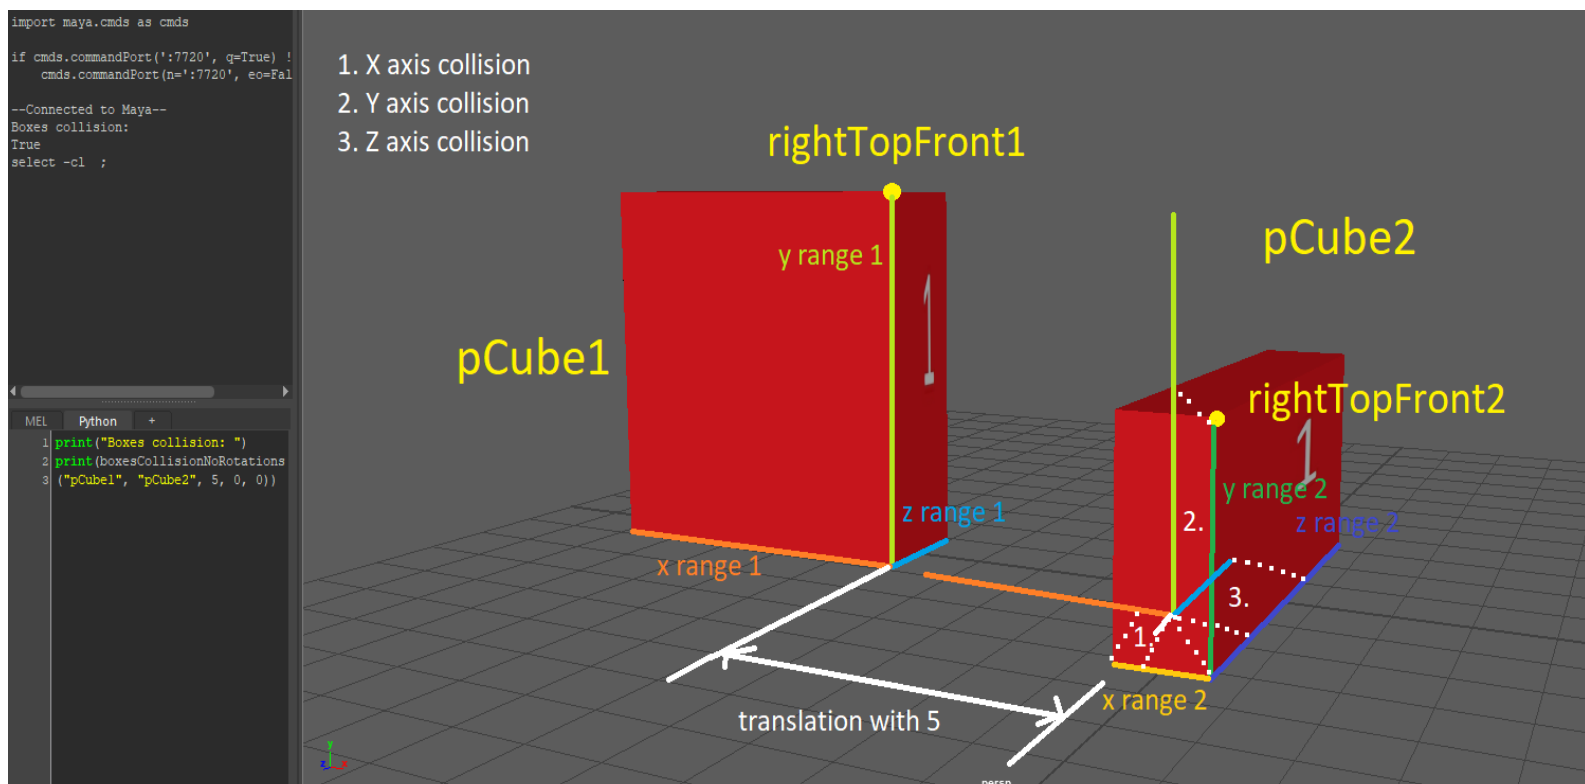 import maya.cmds as cmds
if cmds.commandPort(':7720', q=True) !
cmds.commandPort(n=':7720', eo=Fal
--Connected to Maya--
Boxes collision:
True
select -cl  ;
MEL Python +
1 print("Boxes collision: ")
2 print(boxesCollisionNoRotations
3 ("pCube1", "pCube2", 5, 0, 0))
1. X axis collision
2. Y axis collision
3. Z axis collision
rightTopFront1
pCube2
y range 1
1
pCube1
rightTopFront2
1
y range 2
z range 1
2.
z range 2
x range 1
3.
1.
x range 2
translation with 5
y
z x
persp